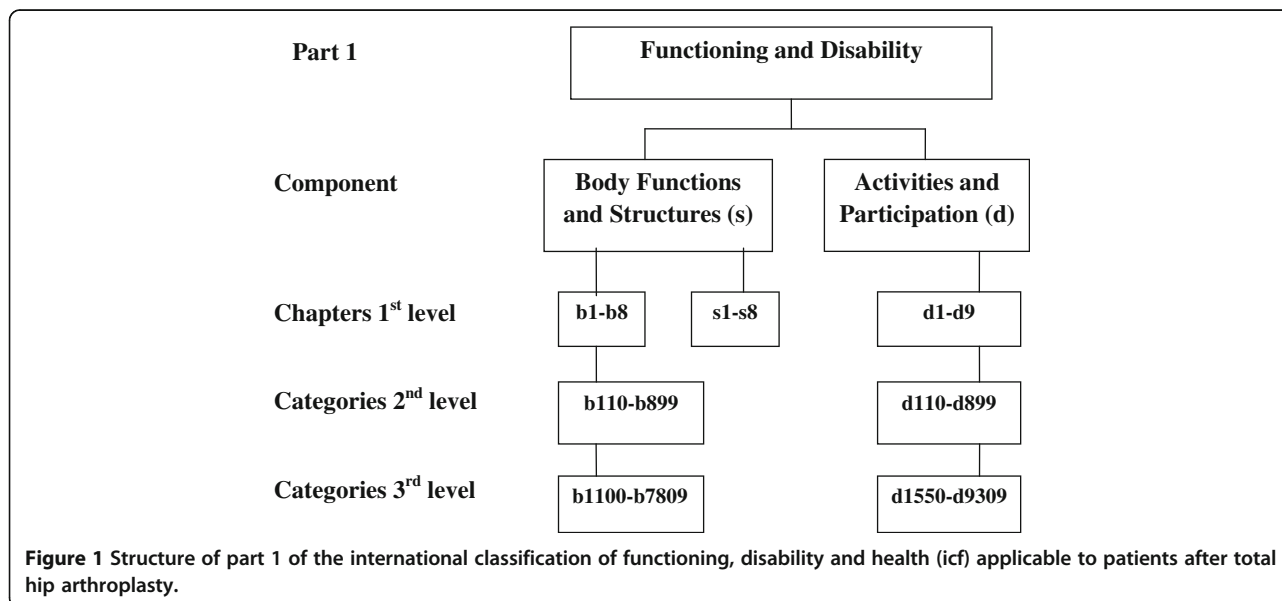 Part 1
Functioning and Disability
Component
Body Functions
and Structures (s)
Activities and
Participation (d)
Chapters 1st level
b1-b8
s1-s8
d1-d9
Categories 2nd level
b110-b899
d110-d899
Categories 3rd level
b1100-b7809
d1550-d9309
Figure 1 Structure of part 1 of the international classification of functioning, disability and health (icf) applicable to patients after total
hip arthroplasty.